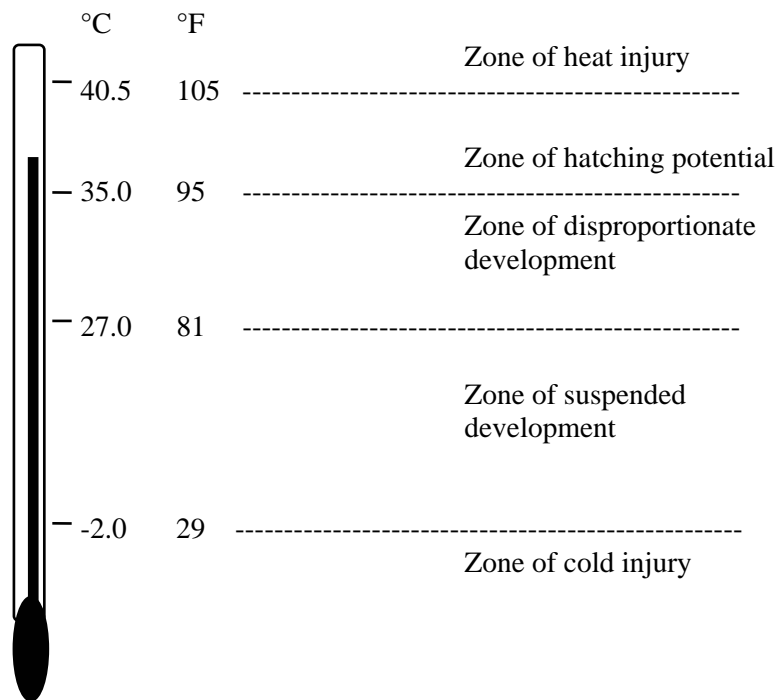 °C °F
Zone of heat injury
40.5 105 --------------------------------------------------
Zone of hatching potential
35.0 95 --------------------------------------------------
Zone of disproportionate
development
27.0 81 --------------------------------------------------
Zone of suspended
development
-2.0 29 ---------------------------------------------------
Zone of cold injury